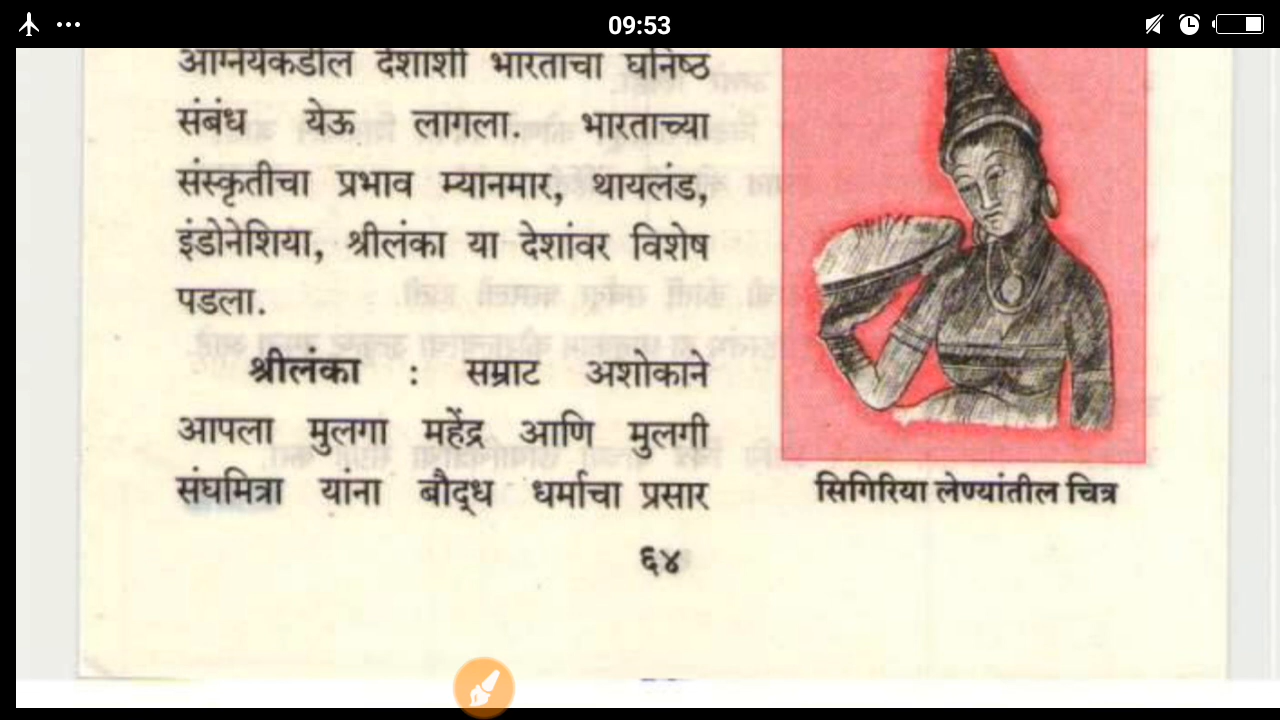 09:53
आग्नेयेकडील देशाशी भारताचा घनिष्ठ
संबंध येऊ लागला. भारताच्या
संस्कृतीचा प्रभाव म्यानमार, थायलंड,
इंडोनेशिया, श्रीलंका या देशांवर विशेष
पडला.
श्रीलंका : सम्राट अशोकाने
आपला मुलगा महेंद्र आणि मुलगी
संघमित्रा यांना बौद्ध धर्माचा प्रसार
सिगिरिया लेण्यांतील चित्र
६४